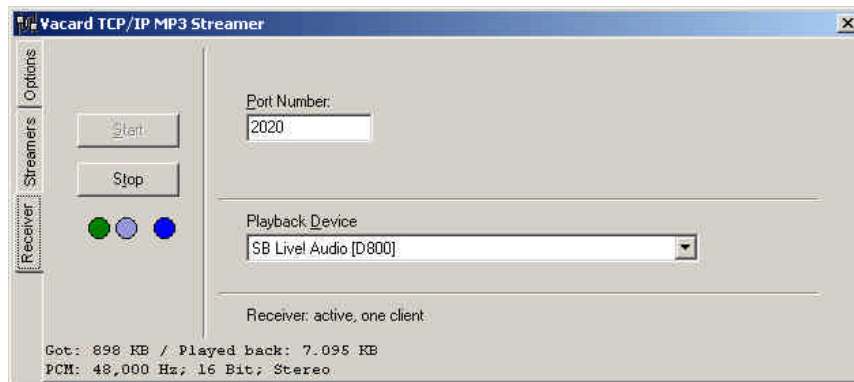 Vacard TCP/IP MP3 Streamer
Options
Streamers
Receiver
Start
Stop
Port Number:
2020
Playback Device
SB Live! Audio [D800]
Receiver: active, one client
Got: 898 KB / Played back: 7.095 KB
PCM: 48,000 Hz; 16 Bit; Stereo